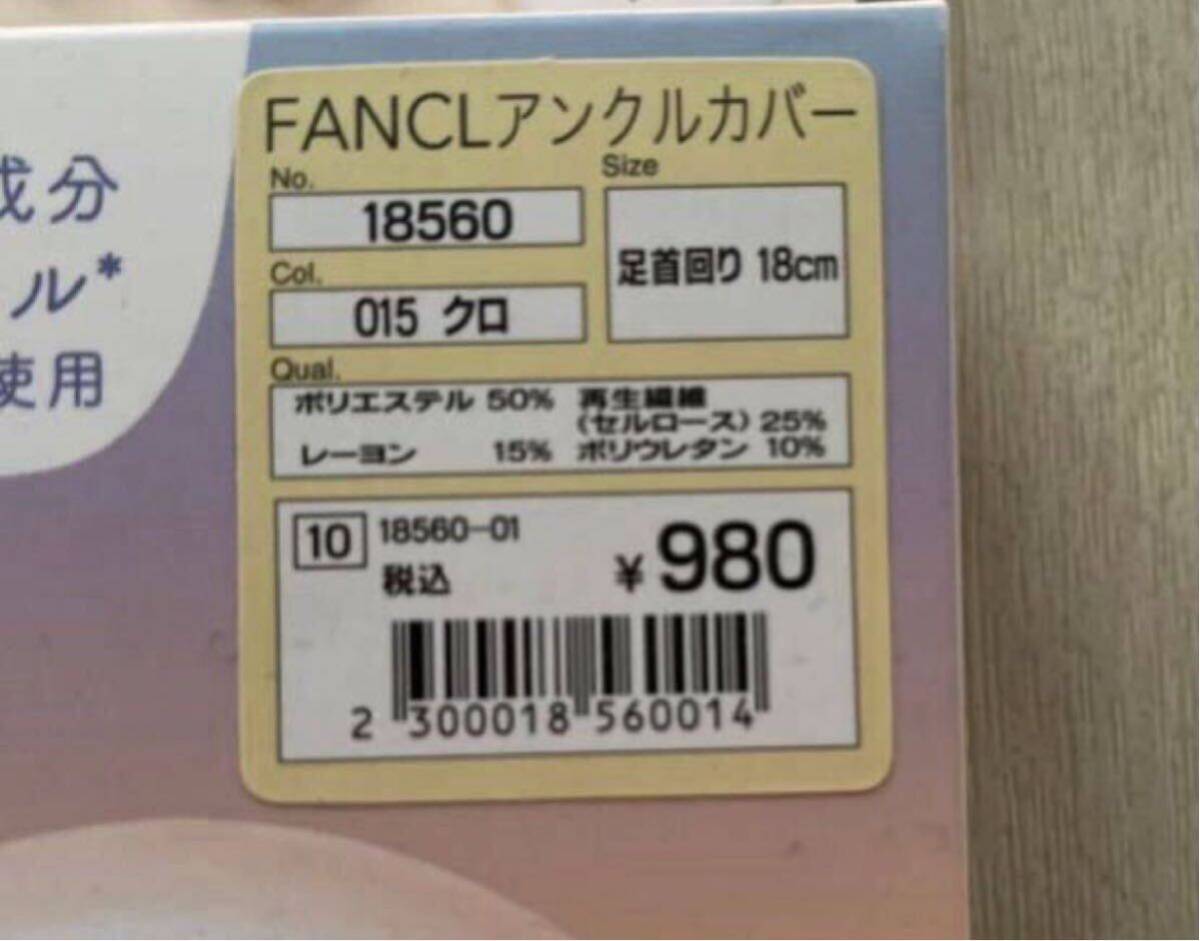 成分
ル*
使用
FANCLアンクルカバー
No.
18560
Size
足首回り 18cm
Col.
015 クロ
Qual.
ポリエステル 50% 再生繊維
(セルロース) 25%
レーヨン 15% ポリウレタン 10%
10 18560-01
税込 ¥980
2 300018 560014